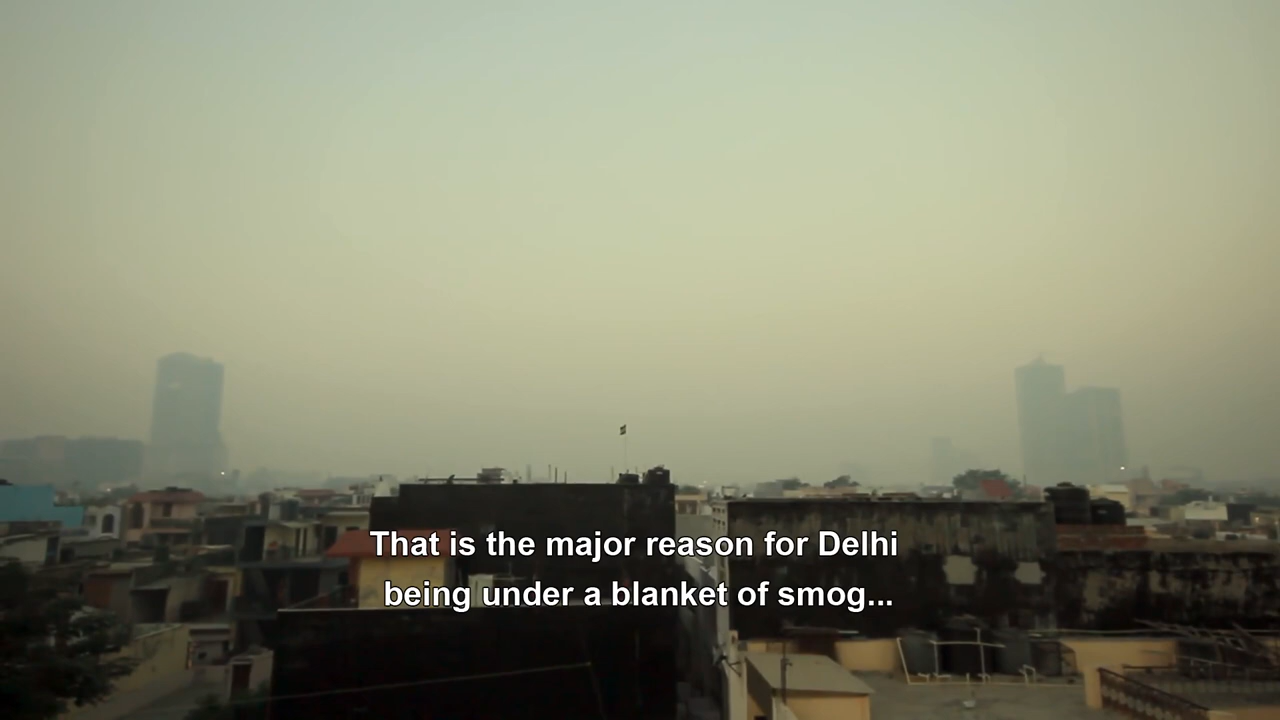 That is the major reason for Delhi
being under a blanket of smog...